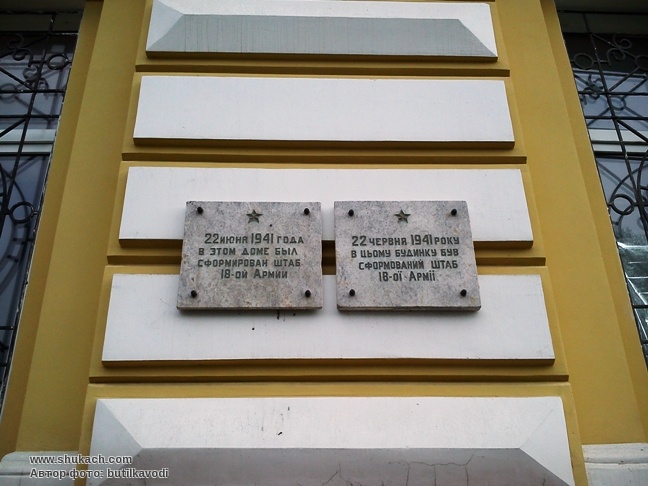 22 июня 1941 года
в этом доме был
сформирован штаб
18-ой Армии
22 червня 1941 року
в цьому будинку був
сформований штаб
18-ої Армії
www.shukach.com
Автор фото: butilkavodi